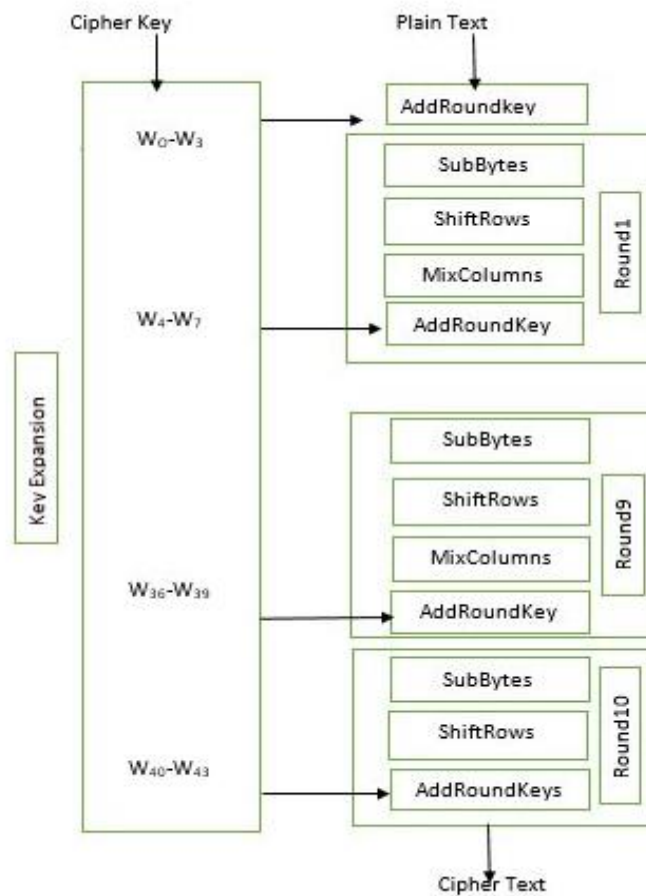 Cipher Key
Plain Text
AddRoundkey
W₀-W₃
SubBytes
ShiftRows
Round1
MixColumns
W₄-W₇
AddRoundKey
Key Expansion
SubBytes
ShiftRows
Round9
MixColumns
W₃₆-W₃₉
AddRoundKey
SubBytes
ShiftRows
Round10
W₄₀-W₄₃
AddRoundKeys
Cipher Text